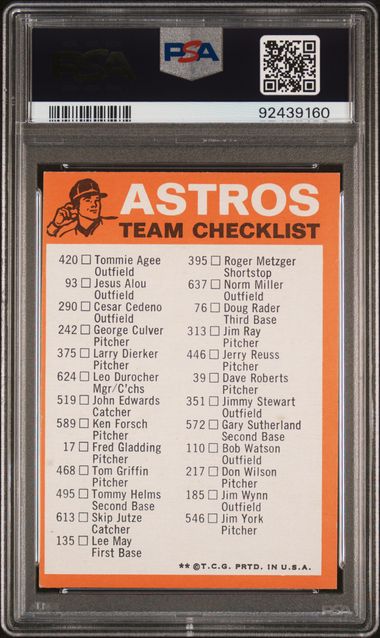 PSA
PSA
92439160
ASTROS
TEAM CHECKLIST
420 ☐ Tommie Agee
Outfield
93 ☐ Jesus Alou
Outfield
290 ☐ Cesar Cedeno
Outfield
242 ☐ George Culver
Pitcher
375 ☐ Larry Dierker
Pitcher
624 ☐ Leo Durocher
Mgr/C'chs
519 ☐ John Edwards
Catcher
589 ☐ Ken Forsch
Pitcher
17 ☐ Fred Gladding
Pitcher
468 ☐ Tom Griffin
Pitcher
495 ☐ Tommy Helms
Second Base
613 ☐ Skip Jutze
Catcher
135 ☐ Lee May
First Base
395 ☐ Roger Metzger
Shortstop
637 ☐ Norm Miller
Outfield
76 ☐ Doug Rader
Third Base
313 ☐ Jim Ray
Pitcher
446 ☐ Jerry Reuss
Pitcher
39 ☐ Dave Roberts
Pitcher
351 ☐ Jimmy Stewart
Outfield
572 ☐ Gary Sutherland
Second Base
110 ☐ Bob Watson
Outfield
217 ☐ Don Wilson
Pitcher
185 ☐ Jim Wynn
Outfield
546 ☐ Jim York
Pitcher
** ©T.C.G. PRTD. IN U.S.A.
PSA